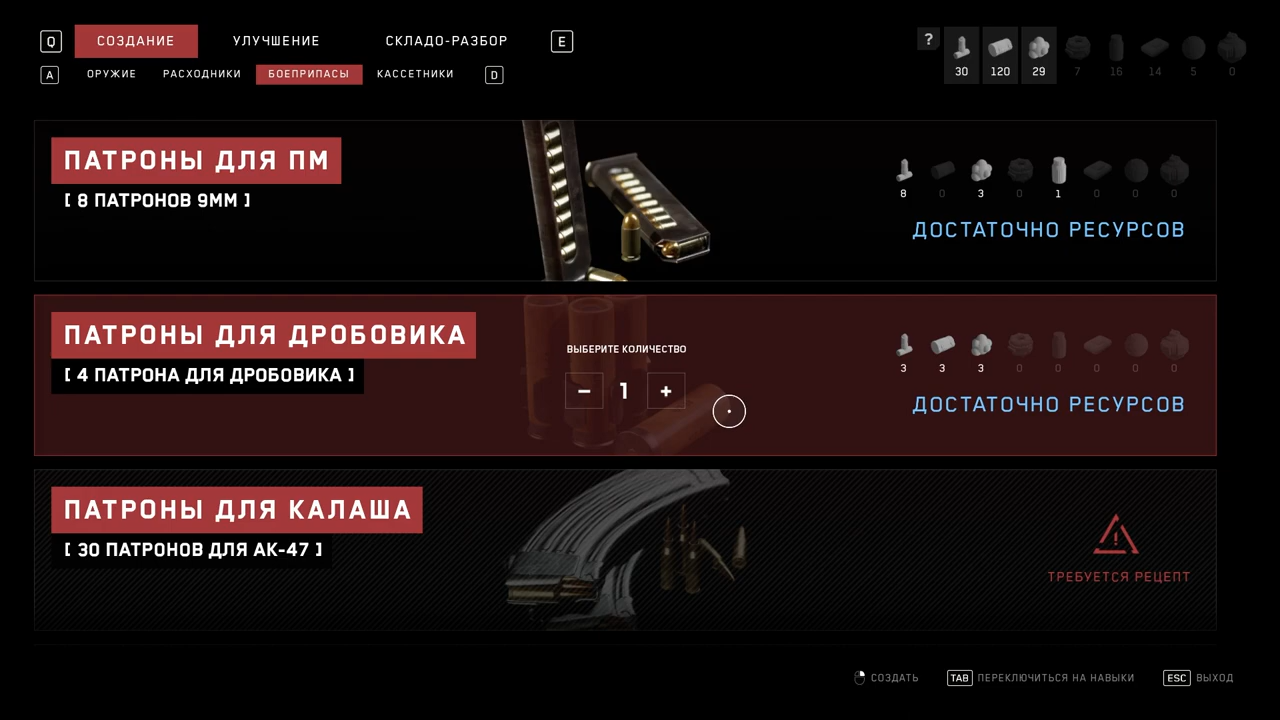 Q СОЗДАНИЕ УЛУЧШЕНИЕ СКЛАДО-РАЗБОР E
A ОРУЖИЕ РАСХОДНИКИ БОЕПРИПАСЫ КАССЕТНИКИ D
?
30 120 29 7 16 14 5 0
ПАТРОНЫ ДЛЯ ПМ
[ 8 ПАТРОНОВ 9ММ ]
8 0 3 0 1 0 0 0
ДОСТАТОЧНО РЕСУРСОВ
ПАТРОНЫ ДЛЯ ДРОБОВИКА
[ 4 ПАТРОНА ДЛЯ ДРОБОВИКА ]
ВЫБЕРИТЕ КОЛИЧЕСТВО
− 1 +
3 3 3 0 0 0 0 0
ДОСТАТОЧНО РЕСУРСОВ
ПАТРОНЫ ДЛЯ КАЛАША
[ 30 ПАТРОНОВ ДЛЯ АК-47 ]
ТРЕБУЕТСЯ РЕЦЕПТ
СОЗДАТЬ TAB ПЕРЕКЛЮЧИТЬСЯ НА НАВЫКИ ESC ВЫХОД